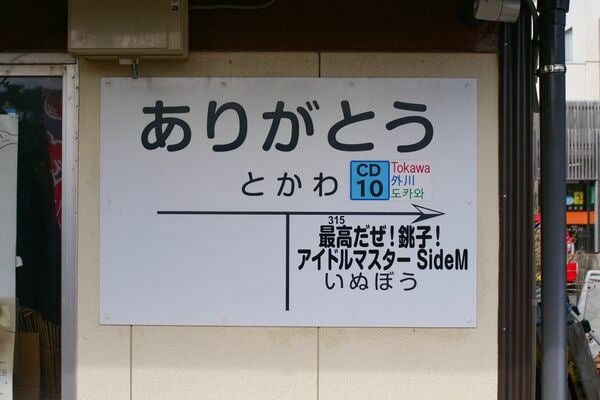 ありがとう
とかわ
CD
10
Tokawa
外川
도카와
315
最高だぜ！銚子！
アイドルマスター SideM
いぬぼう